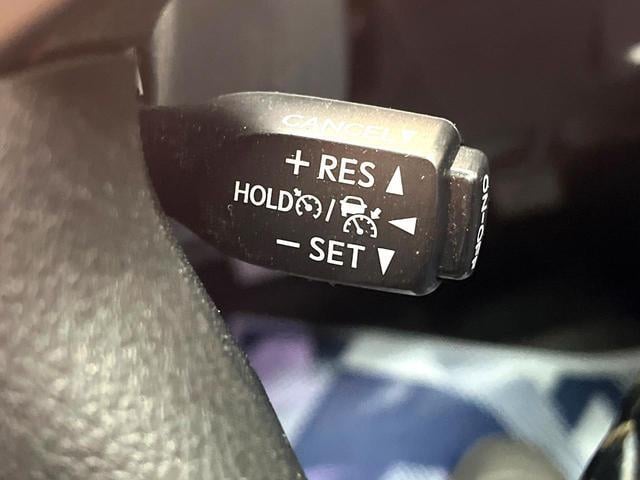 CANCEL ▼
+ RES ▲
HOLD / ◀
− SET ▼
ON-OFF